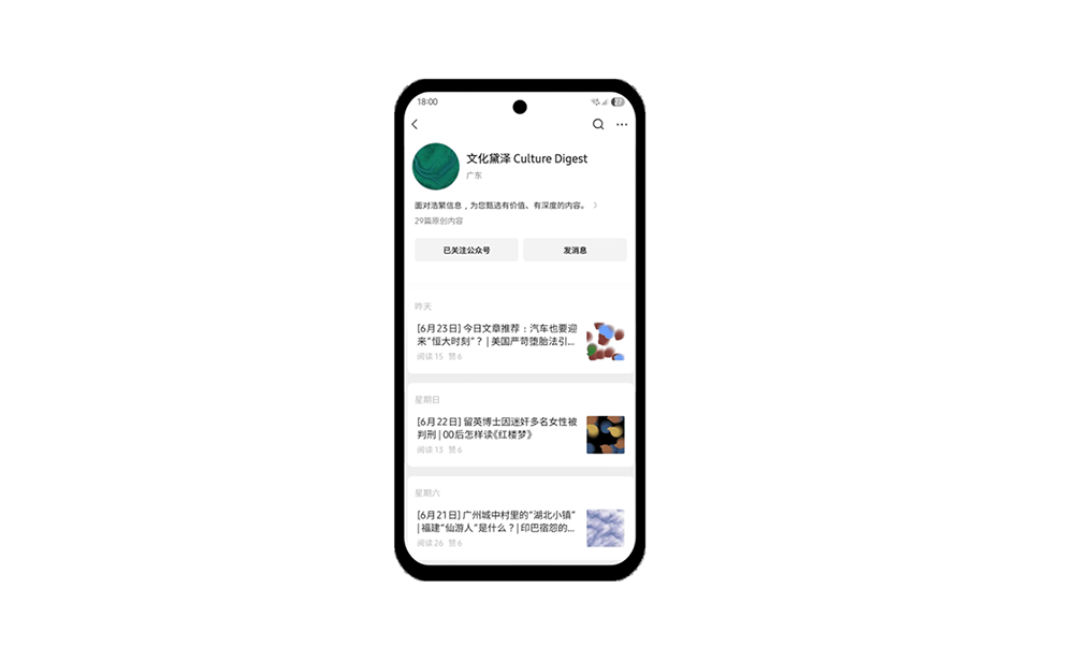 18:00
27
文化黛泽 Culture Digest
广东
面对浩繁信息，为您甄选有价值、有深度的内容。
29篇原创内容
已关注公众号
发消息
昨天
[6月23日] 今日文章推荐：汽车也要迎
来“恒大时刻”？| 美国严苛堕胎法引...
阅读 15 赞 6
星期日
[6月22日] 留英博士因迷奸多名女性被
判刑 | 00后怎样读《红楼梦》
阅读 13 赞 6
星期六
[6月21日] 广州城中村里的“湖北小镇”
| 福建“仙游人”是什么？| 印巴宿怨的...
阅读 26 赞 6